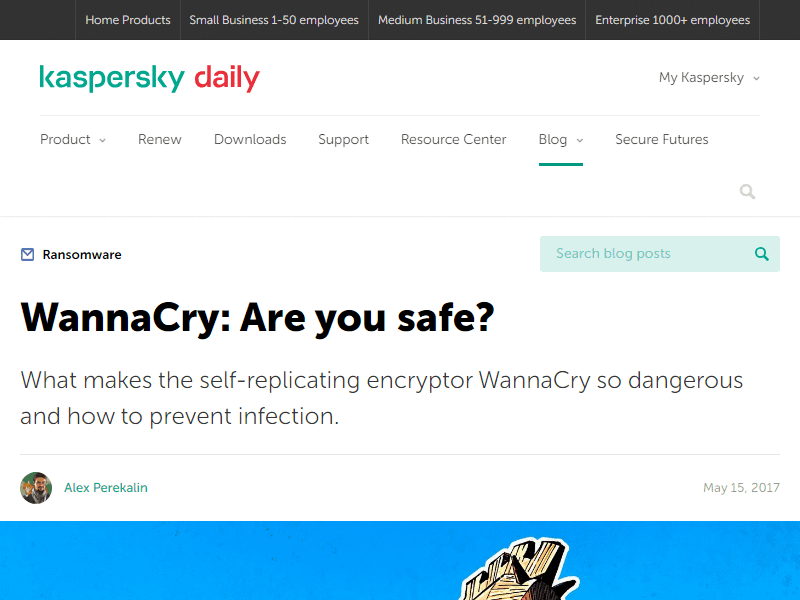 Home Products Small Business 1-50 employees Medium Business 51-999 employees Enterprise 1000+ employees
kaspersky daily
My Kaspersky
Product Renew Downloads Support Resource Center Blog Secure Futures
Ransomware
Search blog posts
WannaCry: Are you safe?
What makes the self-replicating encryptor WannaCry so dangerous
and how to prevent infection.
Alex Perekalin
May 15, 2017